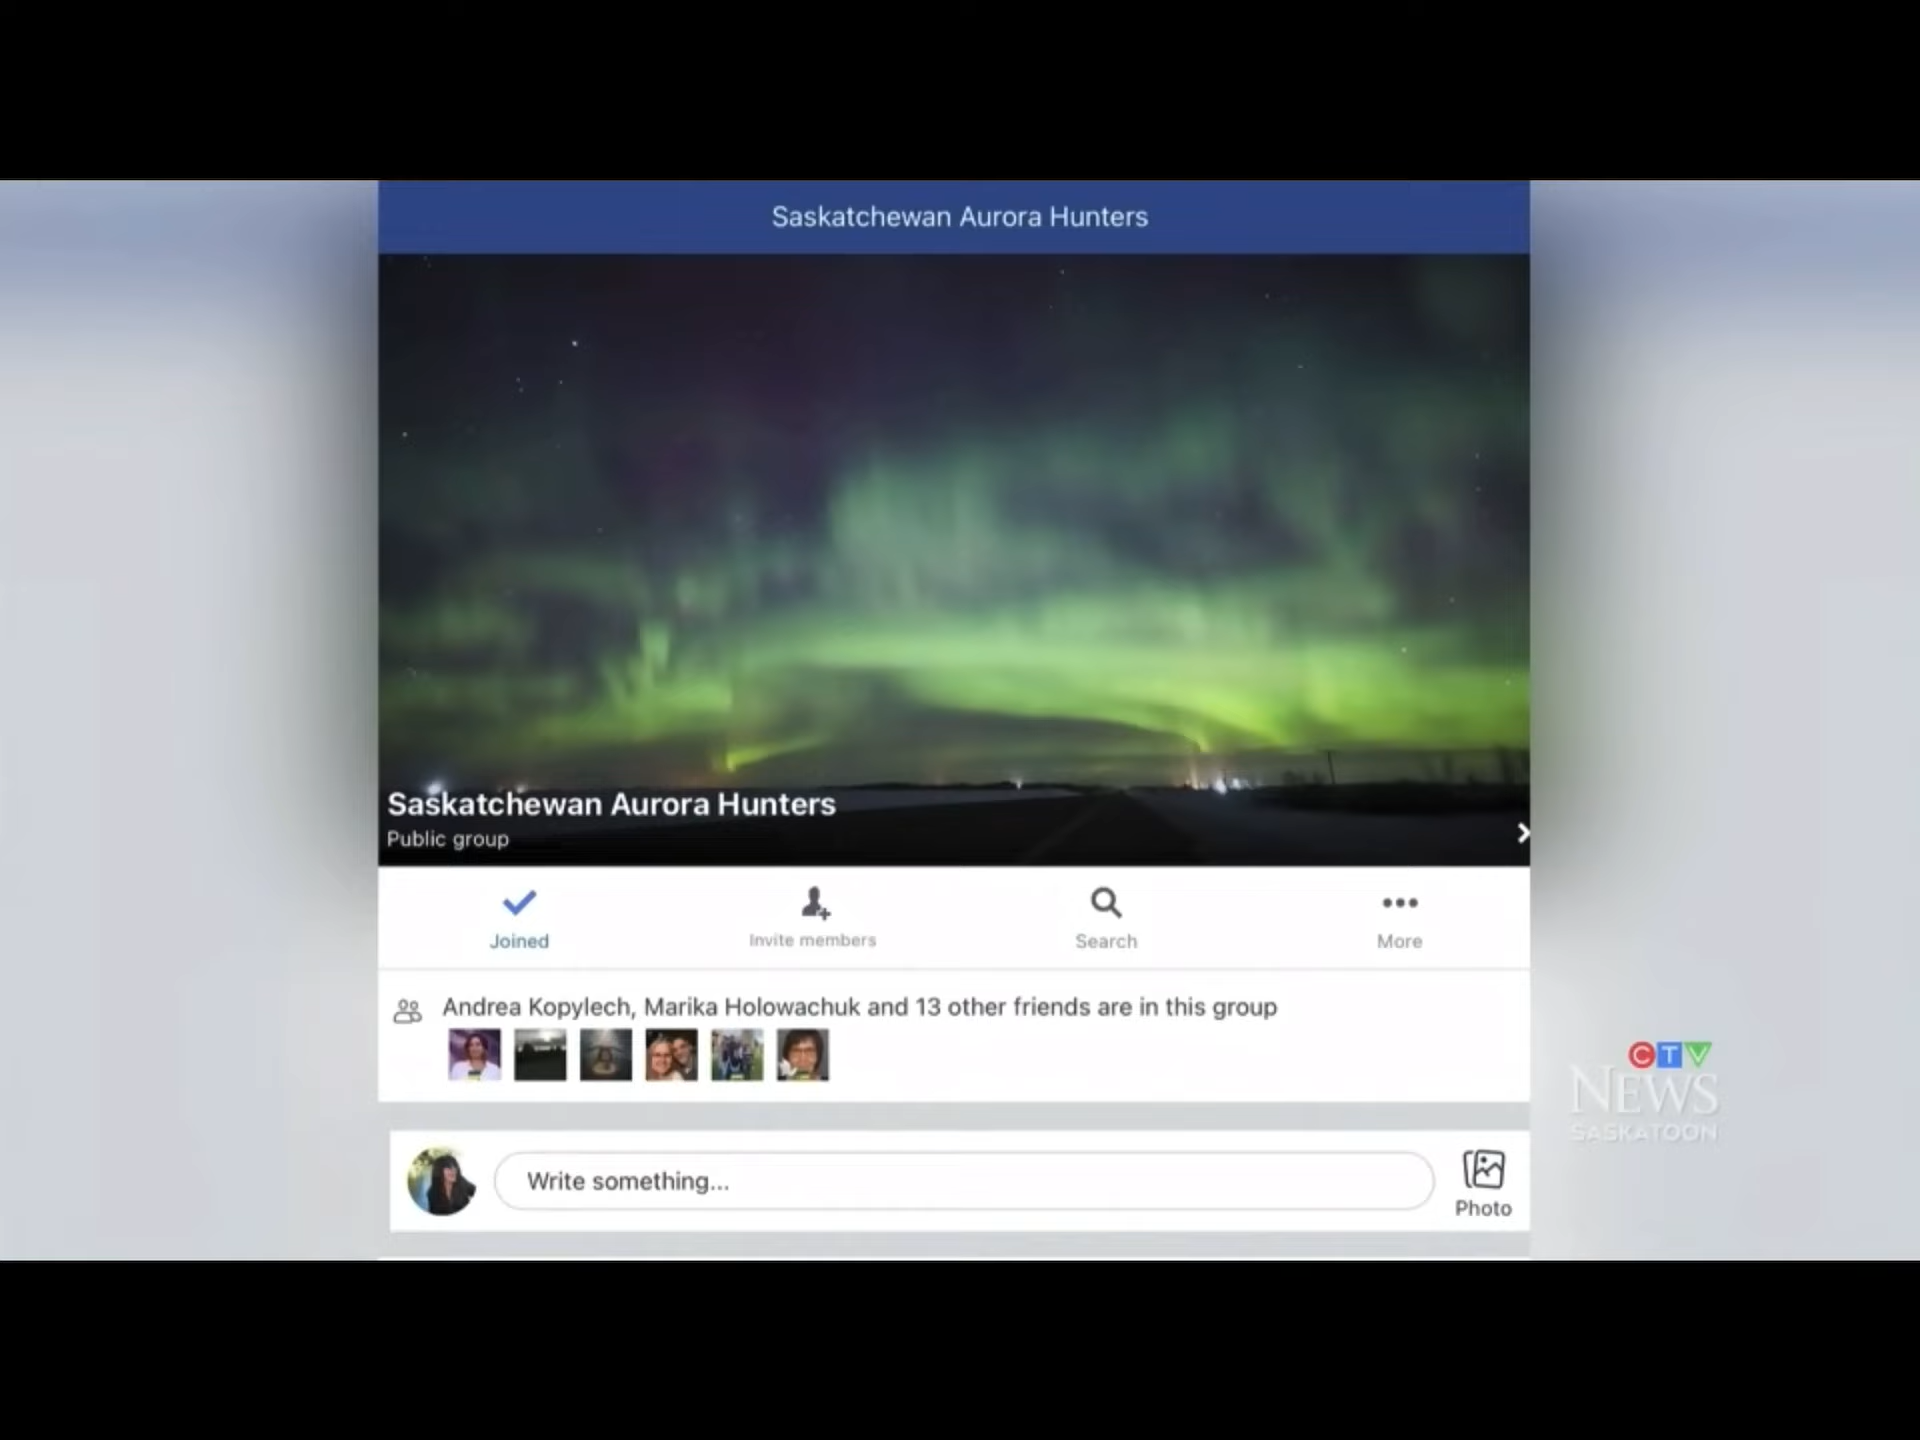 Saskatchewan Aurora Hunters
Saskatchewan Aurora Hunters
Public group
Joined
Invite members
Search
More
Andrea Kopylech, Marika Holowachuk and 13 other friends are in this group
Write something...
Photo
CTV
NEWS
SASKATOON